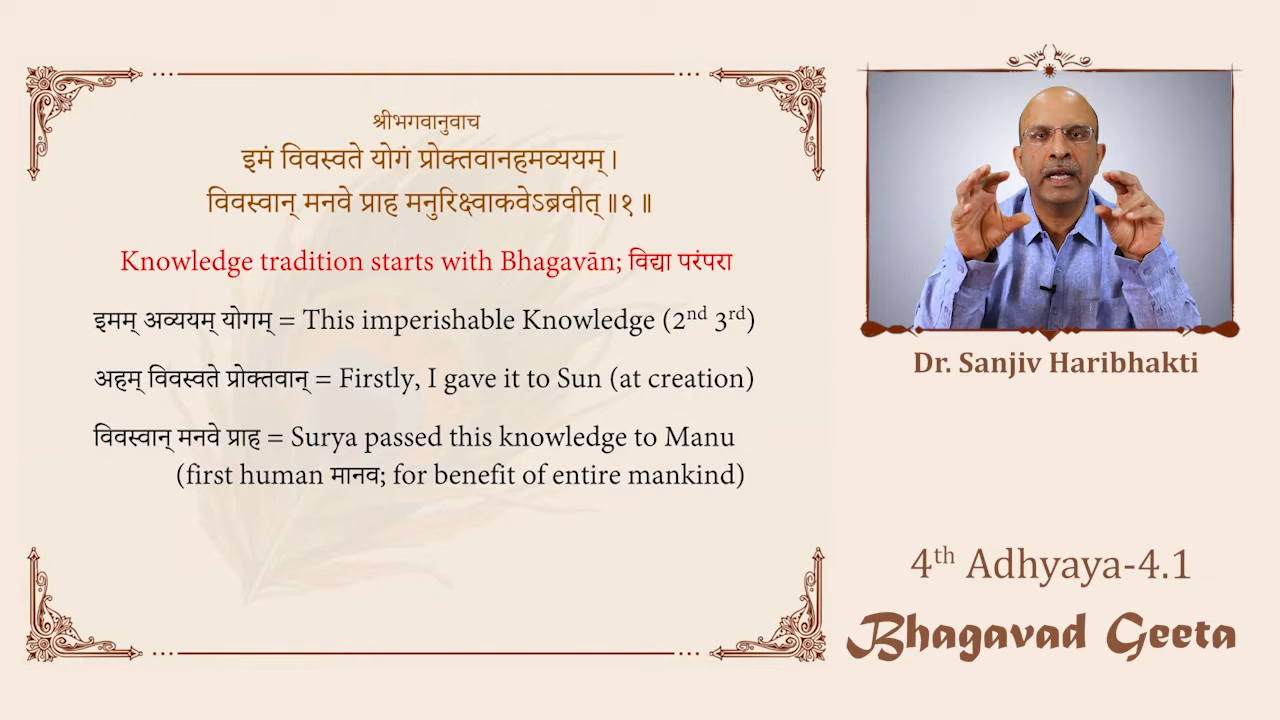 श्रीभगवानुवाच
इमं विवस्वते योगं प्रोक्तवानहमव्ययम् ।
विवस्वान् मनवे प्राह मनुरिक्ष्वाकवेऽब्रवीत् ॥१॥
Knowledge tradition starts with Bhagavān; विद्या परंपरा
इमम् अव्ययम् योगम् = This imperishable Knowledge (2nd 3rd)
अहम् विवस्वते प्रोक्तवान् = Firstly, I gave it to Sun (at creation)
विवस्वान् मनवे प्राह = Surya passed this knowledge to Manu
(first human मानव; for benefit of entire mankind)
Dr. Sanjiv Haribhakti
4th Adhyaya-4.1
Bhagavad Geeta